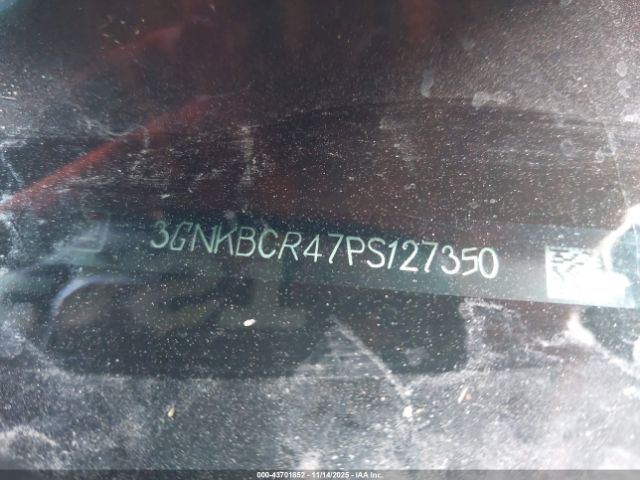 3GNKBCR47PS127350
000-43701852 - 11/14/2025 - IAA Inc.